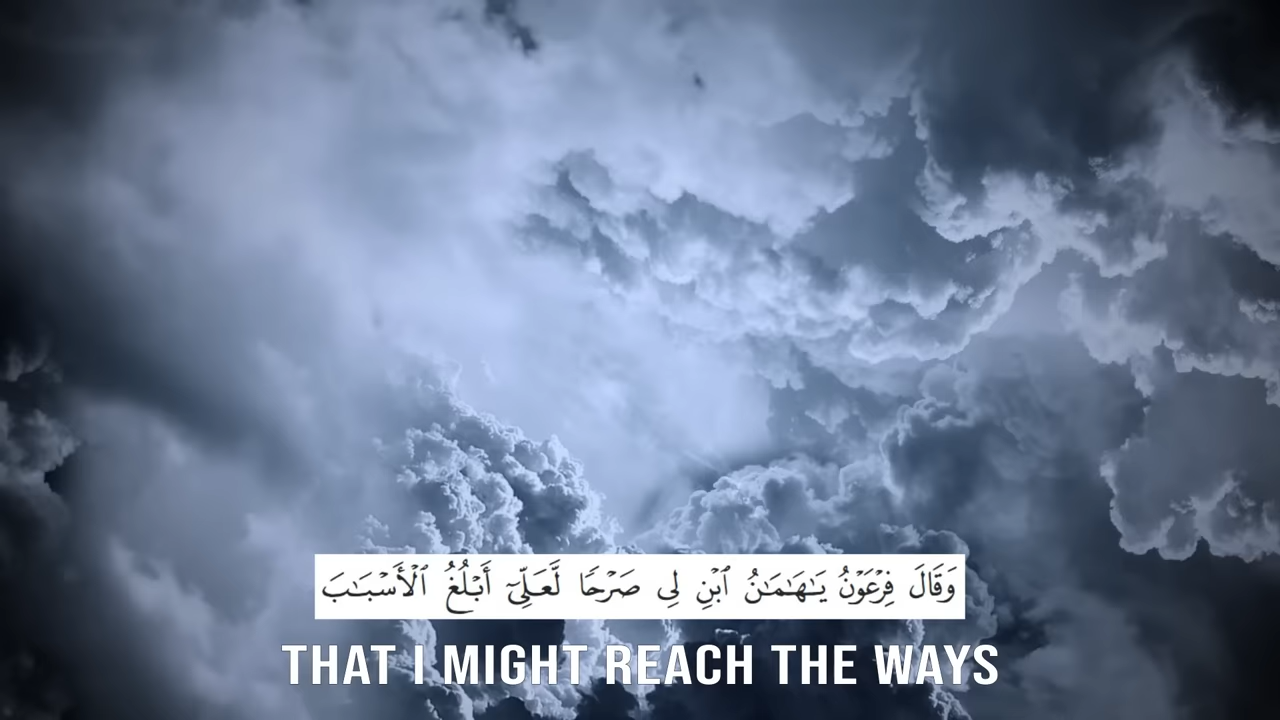 وَقَالَ فِرْعَوْنُ يَـٰهَـٰمَـٰنُ ٱبْنِ لِى صَرْحًا لَّعَلِّىٓ أَبْلُغُ ٱلْأَسْبَـٰبَ
THAT I MIGHT REACH THE WAYS